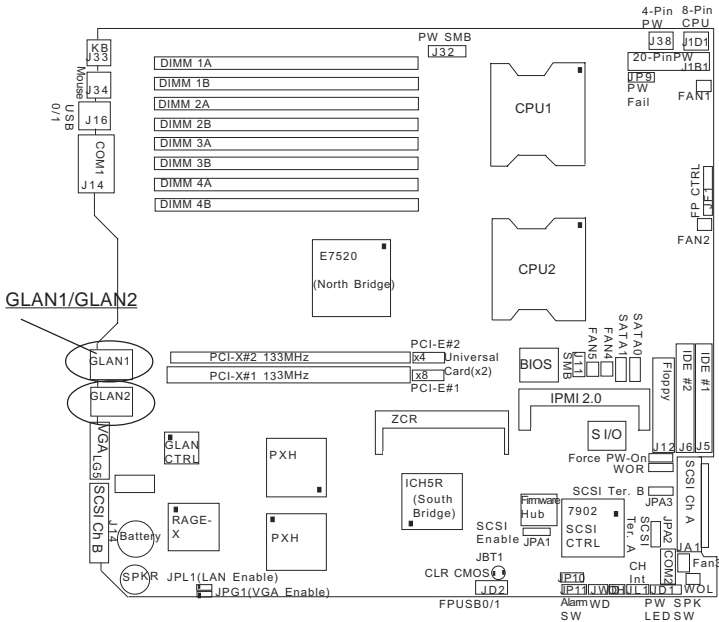 4-Pin PW
8-Pin CPU
PW SMB
J32
J38
J1D1
20-PinPW
J1B1
JP9
PW Fail
FAN1
KB
J33
Mouse
J34
USB 0/1
J16
COM1
J14
DIMM 1A
DIMM 1B
DIMM 2A
DIMM 2B
DIMM 3A
DIMM 3B
DIMM 4A
DIMM 4B
CPU1
FP CTRL
JF1
FAN2
CPU2
E7520
(North Bridge)
GLAN1/GLAN2
GLAN1
GLAN2
PCI-X#2 133MHz
PCI-X#1 133MHz
PCI-E#2
x4
Universal
Card(x2)
x8
PCI-E#1
BIOS
SMB
J11
FAN5
FAN4
SATA1
SATA0
Floppy
J12
IDE #2
J6
IDE #1
J5
IPMI 2.0
ZCR
S I/O
Force PW-On
WOR
VGA
LG5
GLAN
CTRL
PXH
ICH5R
(South
Bridge)
SCSI Ter. B
JPA3
SCSI Ch A
JA1
SCSI Ch B
J14
Battery
RAGE-
X
PXH
Firmware
Hub
JPA1
SCSI
Enable
7902
SCSI
CTRL
SCSI
Ter. A
JPA2
SPKR
JPL1(LAN Enable)
JPG1(VGA Enable)
JBT1
CLR CMOS
JD2
FPUSB0/1
JP10
JP11
Alarm
SW
JWD
WD
CH
Int
JL1
COM2
JD1
PW
LED
SPK
SW
Fan3
WOL